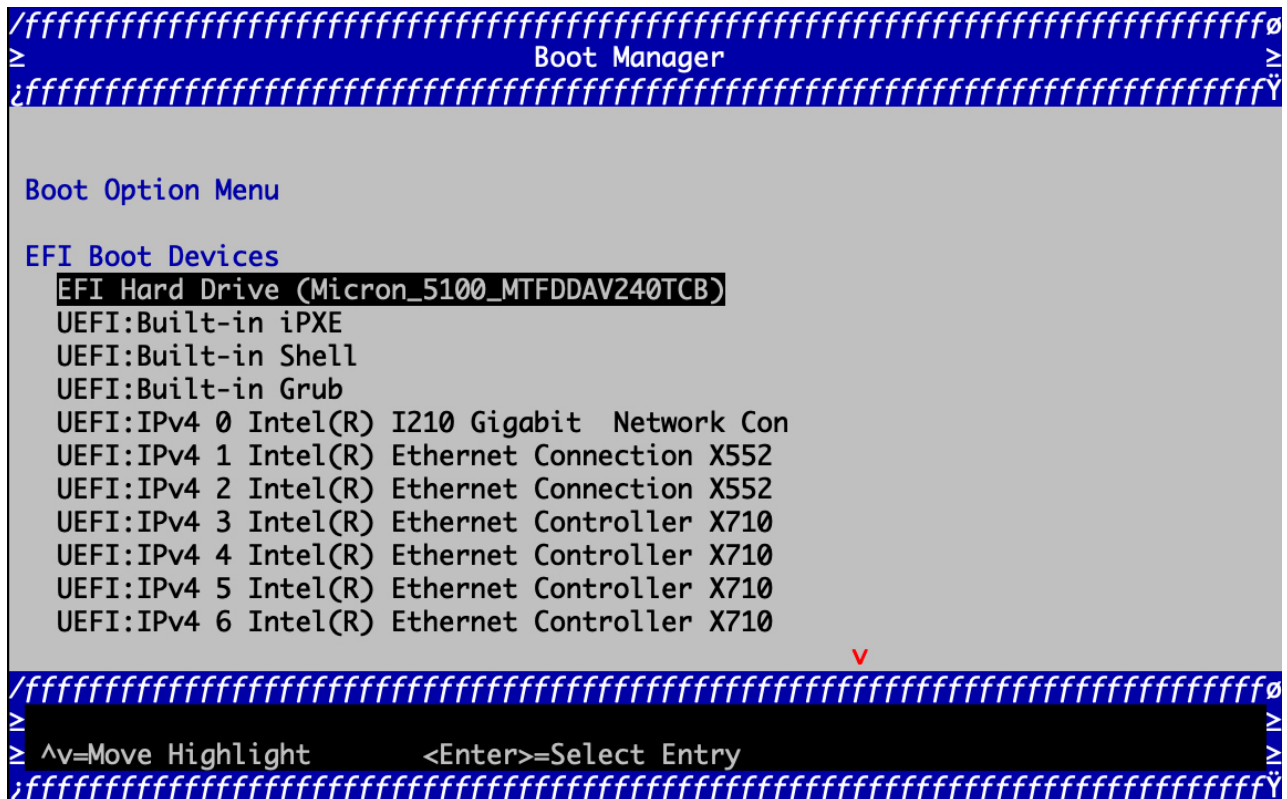 /ffffffffffffffffffffffffffffffffffffffffffffffffffffffffffffffffffffffffffffffø
≥ Boot Manager ≥
¿ffffffffffffffffffffffffffffffffffffffffffffffffffffffffffffffffffffffffffffffŸ
Boot Option Menu
EFI Boot Devices
EFI Hard Drive (Micron_5100_MTFDDAV240TCB)
UEFI:Built-in iPXE
UEFI:Built-in Shell
UEFI:Built-in Grub
UEFI:IPv4 0 Intel(R) I210 Gigabit  Network Con
UEFI:IPv4 1 Intel(R) Ethernet Connection X552
UEFI:IPv4 2 Intel(R) Ethernet Connection X552
UEFI:IPv4 3 Intel(R) Ethernet Controller X710
UEFI:IPv4 4 Intel(R) Ethernet Controller X710
UEFI:IPv4 5 Intel(R) Ethernet Controller X710
UEFI:IPv4 6 Intel(R) Ethernet Controller X710
v
/ffffffffffffffffffffffffffffffffffffffffffffffffffffffffffffffffffffffffffffffø
≥ ≥
≥ ^v=Move Highlight <Enter>=Select Entry ≥
¿ffffffffffffffffffffffffffffffffffffffffffffffffffffffffffffffffffffffffffffffŸ